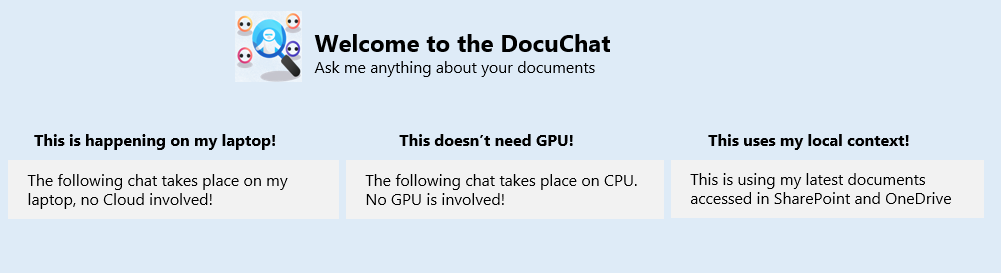 Welcome to the DocuChat
Ask me anything about your documents
This is happening on my laptop!
The following chat takes place on my
laptop, no Cloud involved!
This doesn´t need GPU!
The following chat takes place on CPU.
No GPU is involved!
This uses my local context!
This is using my latest documents
accessed in SharePoint and OneDrive